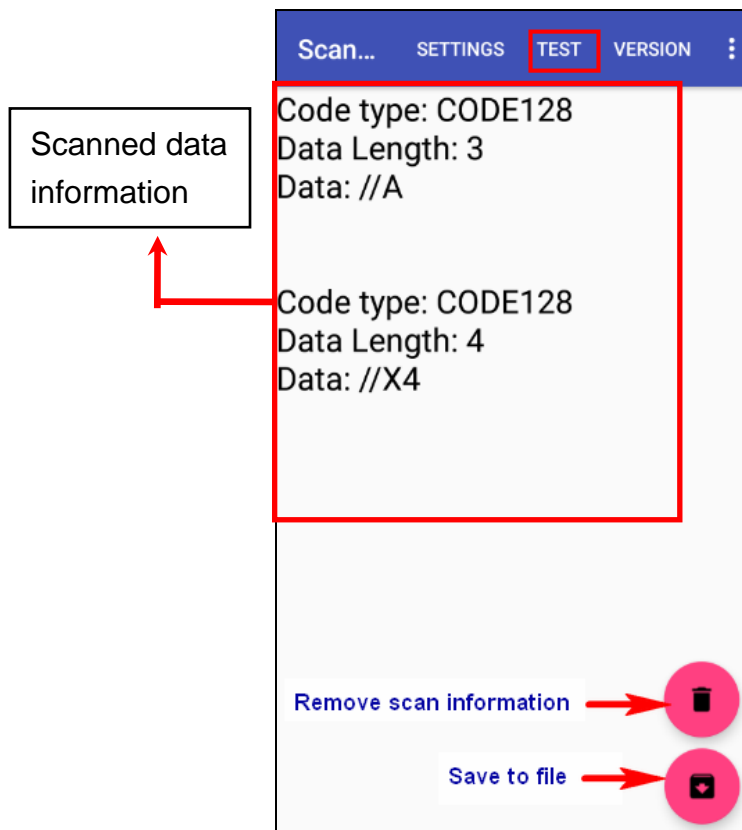 Scan... SETTINGS TEST VERSION
Scanned data
information
Code type: CODE128
Data Length: 3
Data: //A
Code type: CODE128
Data Length: 4
Data: //X4
Remove scan information
Save to file